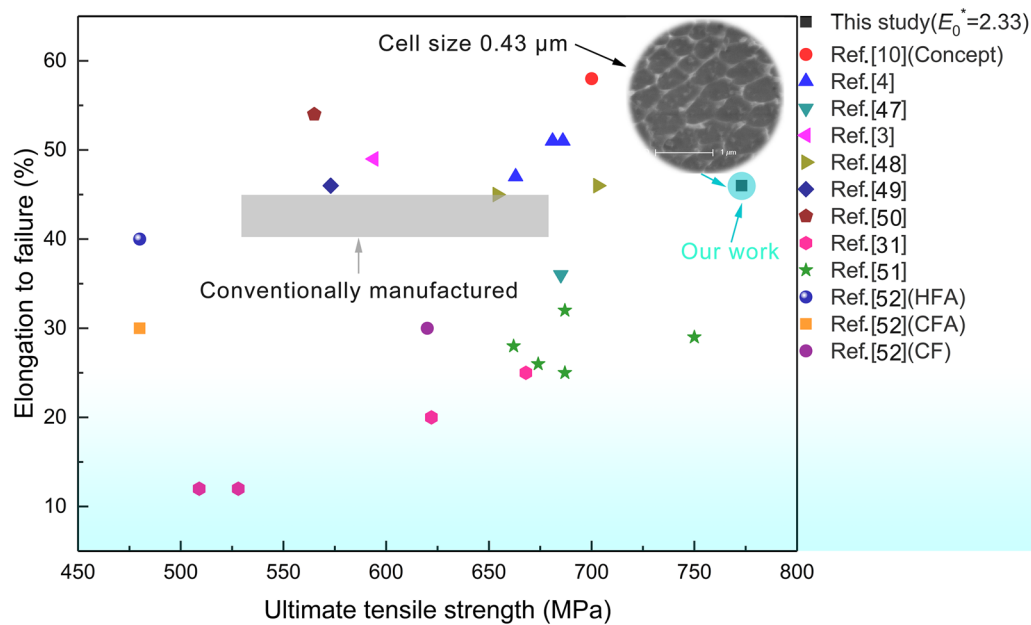 Elongation to failure (%)
60
50
40
30
20
10
450
500
550
600
650
700
750
800
Ultimate tensile strength (MPa)
Cell size 0.43 µm
1 µm
Our work
Conventionally manufactured
This study(E₀*=2.33)
Ref.[10](Concept)
Ref.[4]
Ref.[47]
Ref.[3]
Ref.[48]
Ref.[49]
Ref.[50]
Ref.[31]
Ref.[51]
Ref.[52](HFA)
Ref.[52](CFA)
Ref.[52](CF)